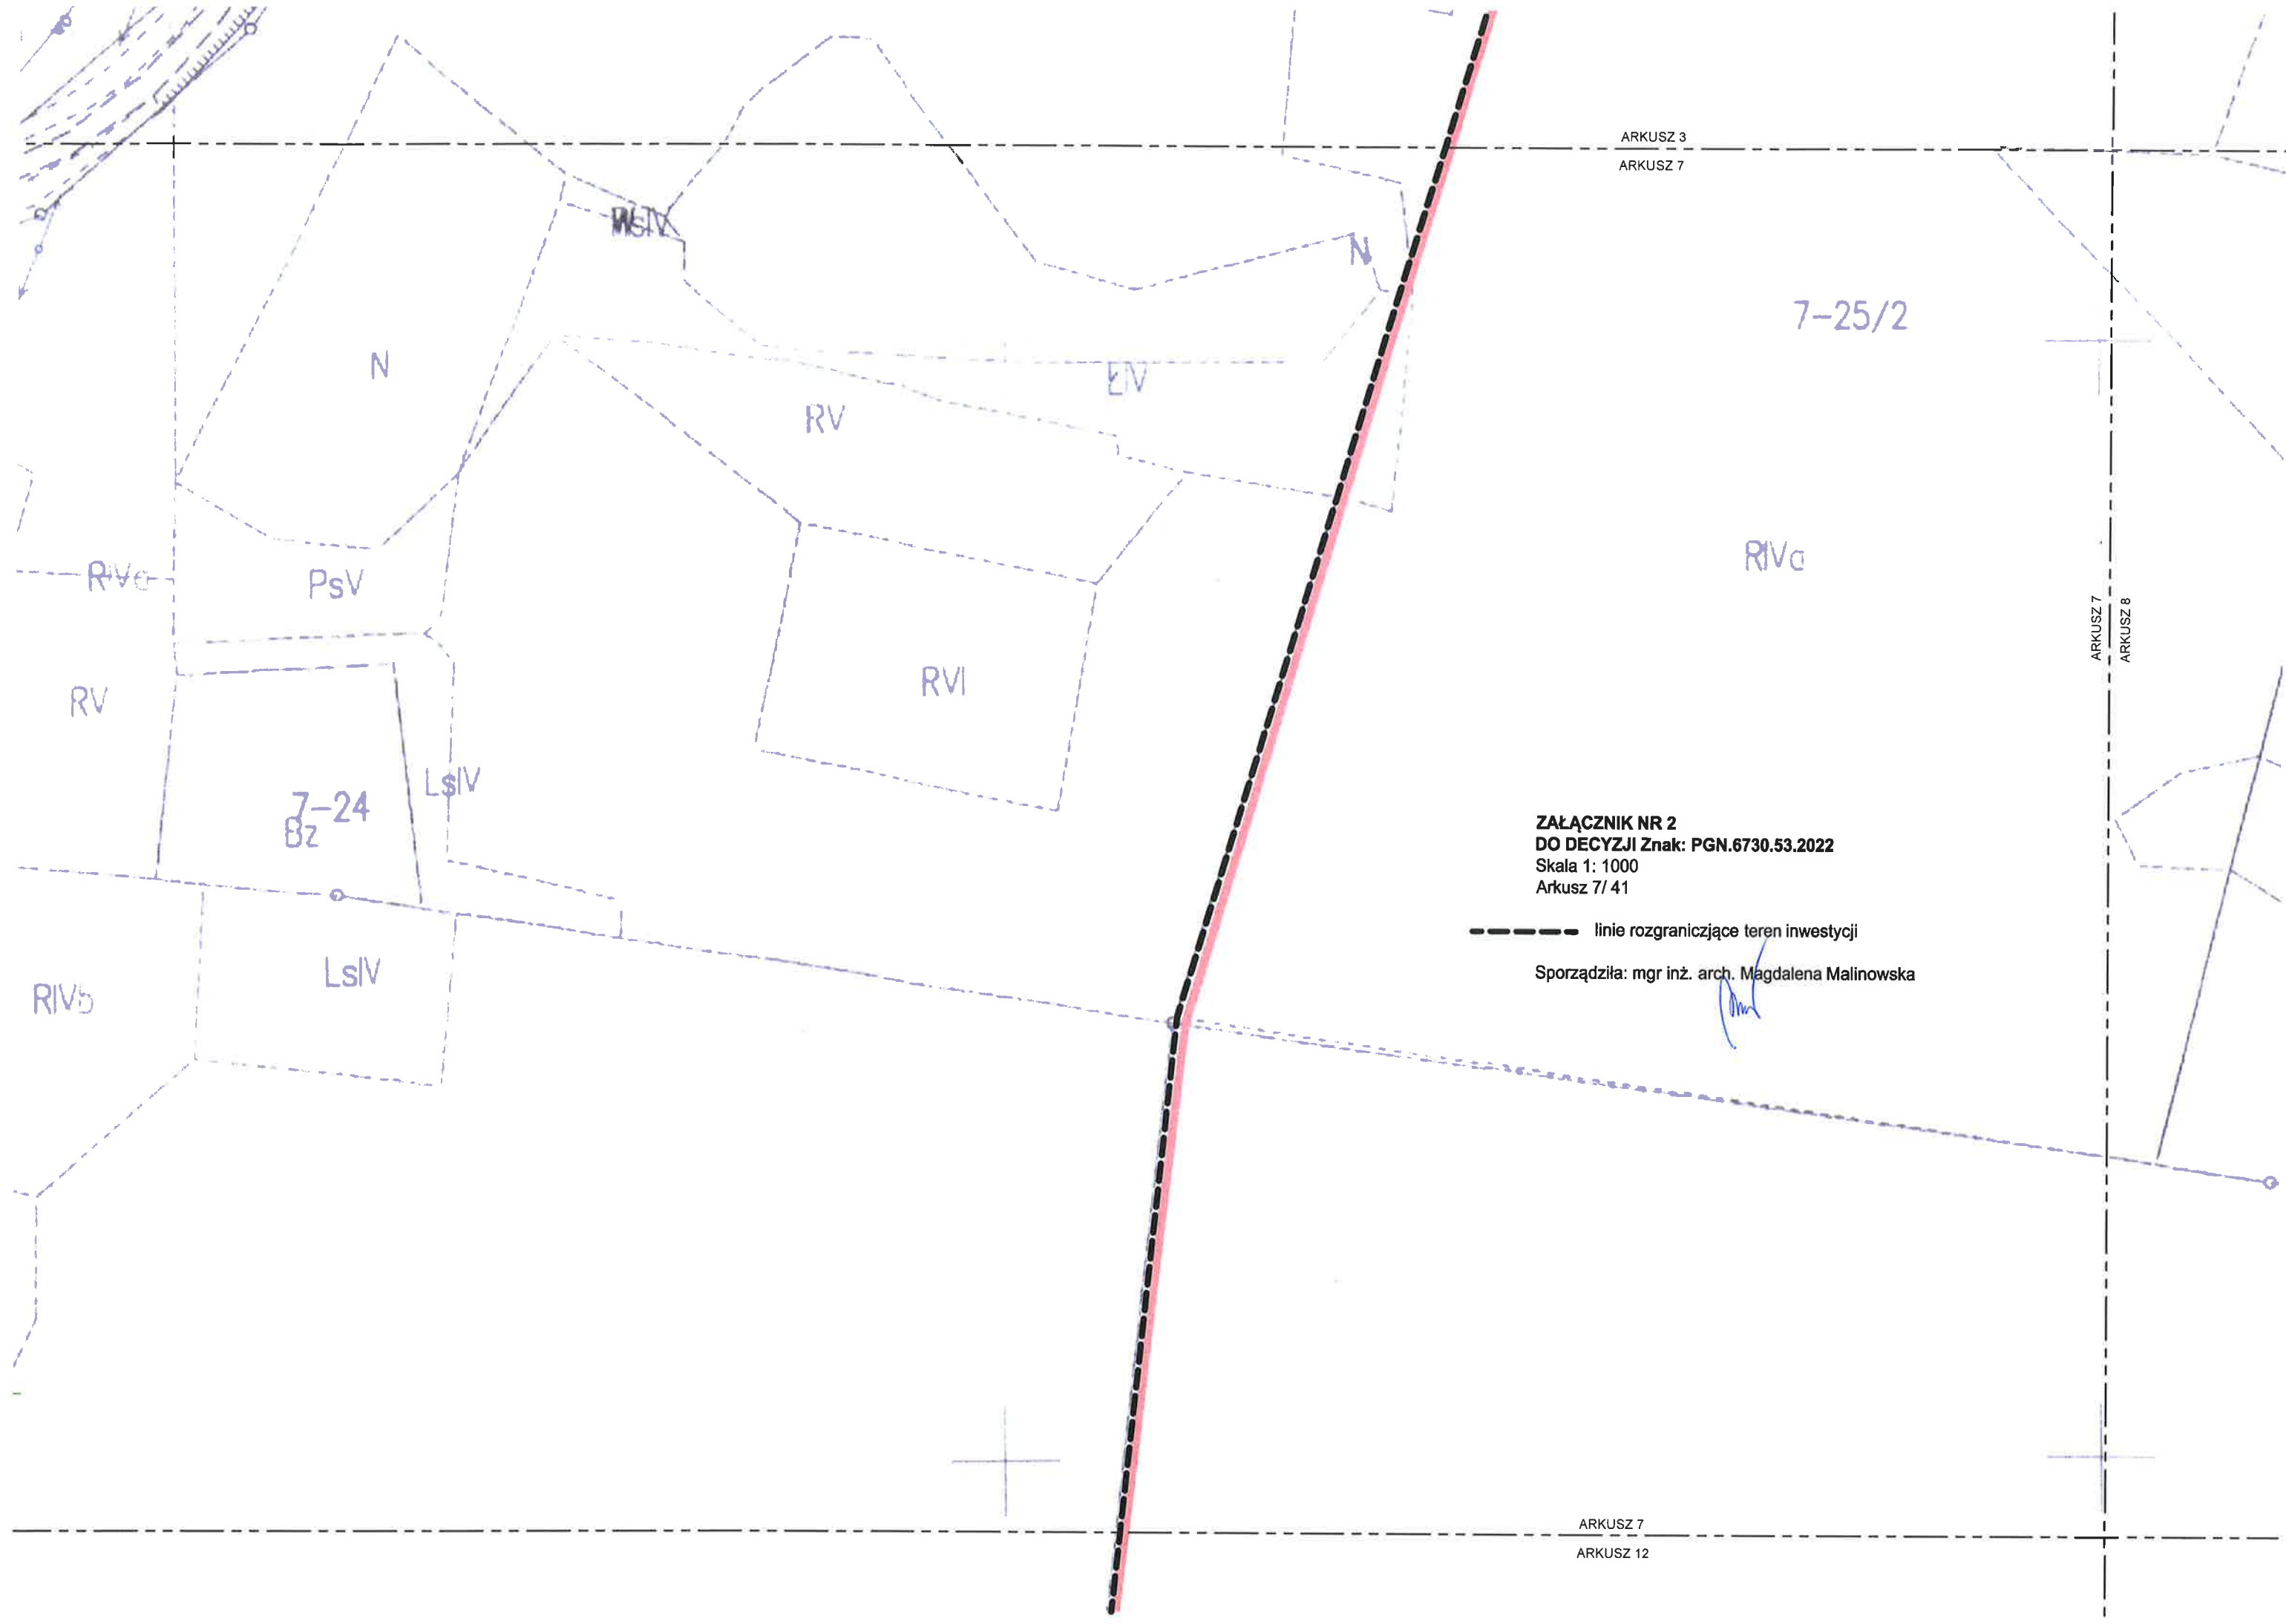 ARKUSZ 3
ARKUSZ 7
N
7-25/2
N
ŁIV
RV
RIVa
PsV
ARKUSZ 7
ARKUSZ 8
RVI
RV
LsIV
7-24
Bz
ZAŁĄCZNIK NR 2
DO DECYZJI Znak: PGN.6730.53.2022
Skala 1: 1000
Arkusz 7/ 41
linie rozgraniczjące teren inwestycji
Sporządziła: mgr inż. arch. Magdalena Malinowska
LsIV
RIVb
ARKUSZ 7
ARKUSZ 12